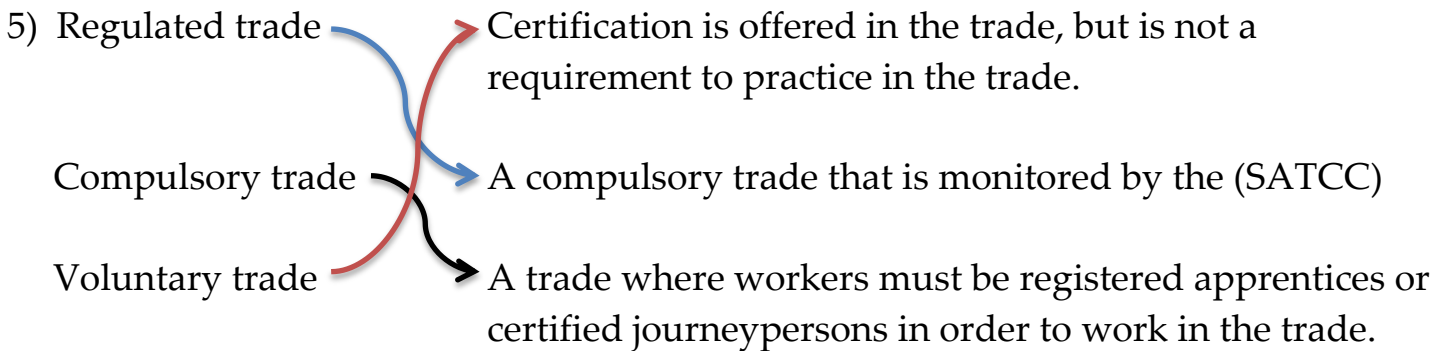 5) Regulated trade
Certification is offered in the trade, but is not a
requirement to practice in the trade.
Compulsory trade
A compulsory trade that is monitored by the (SATCC)
Voluntary trade
A trade where workers must be registered apprentices or
certified journeypersons in order to work in the trade.